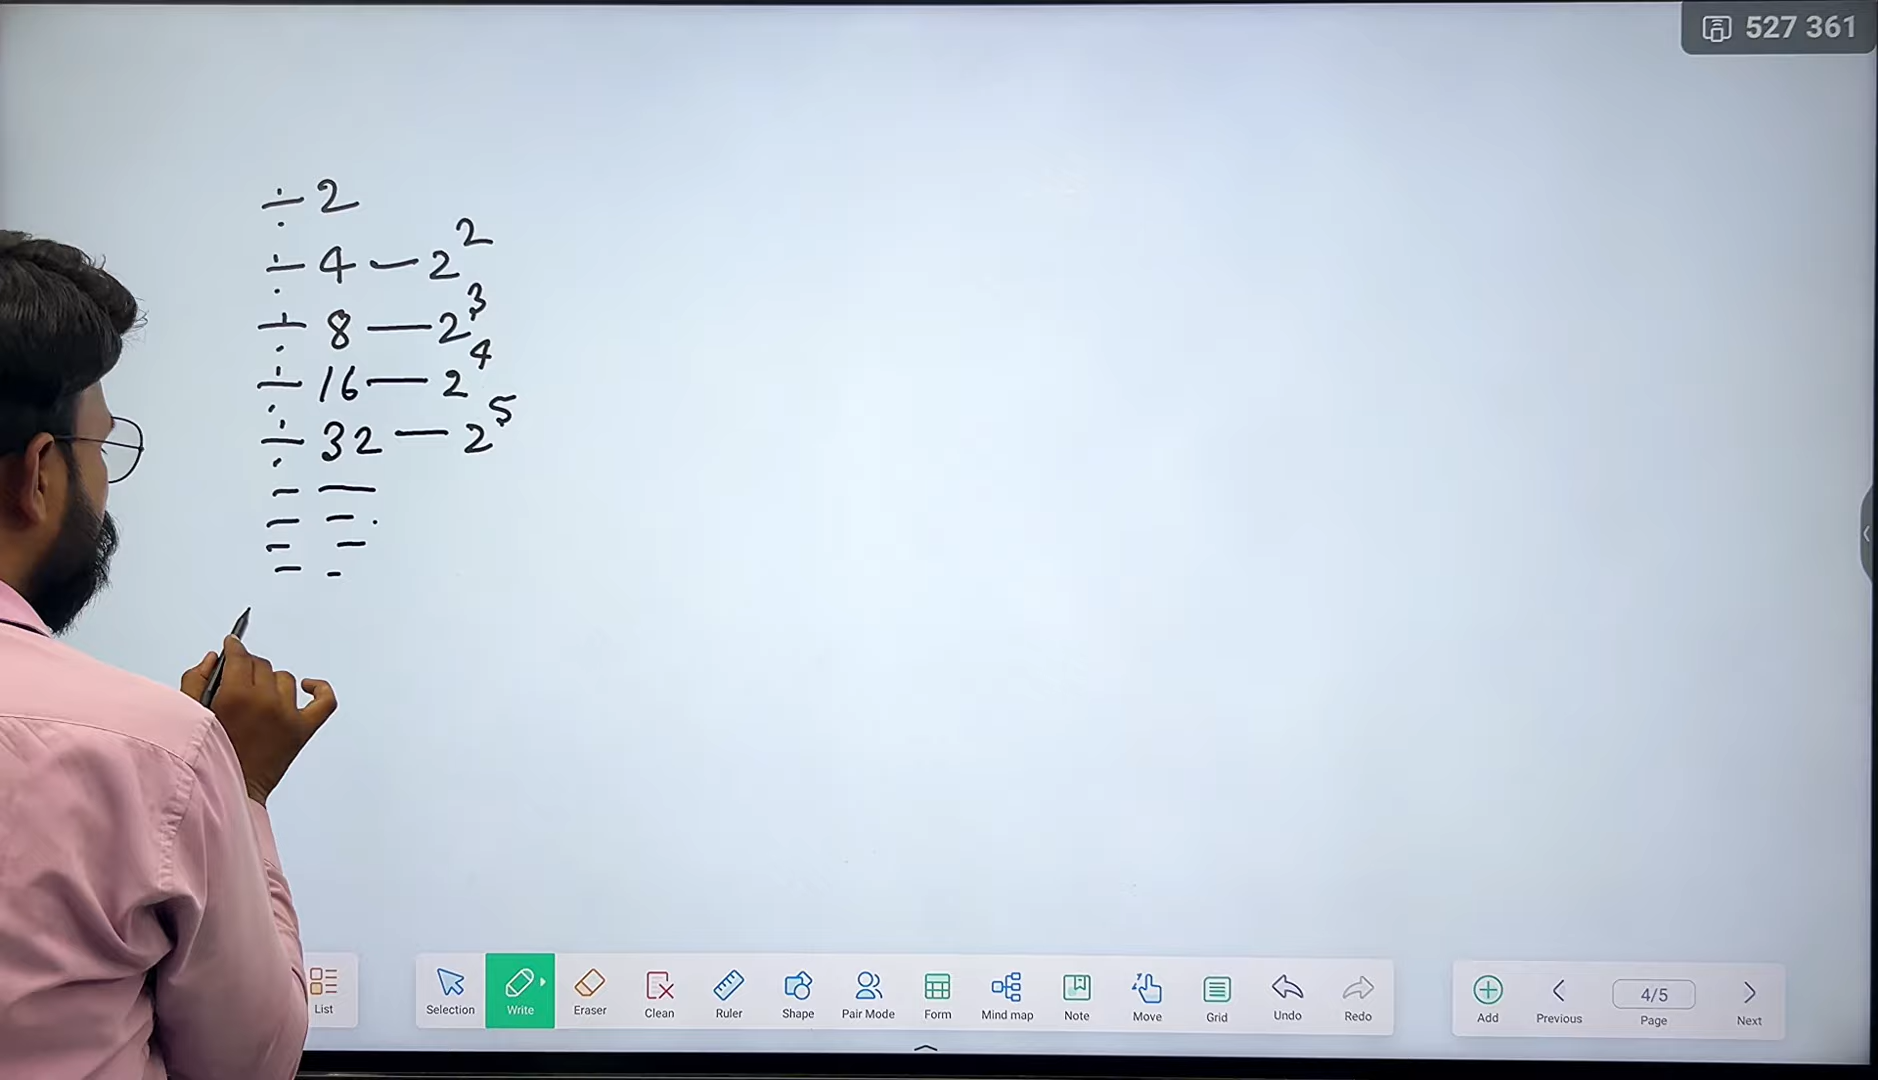 527 361
÷ 2
÷ 4 — 2²
÷ 8 — 2³
÷ 16 — 2⁴
÷ 32 — 2⁵
List
Selection Write Eraser Clean Ruler Shape Pair Mode Form Mind map Note Move Grid Undo Redo
Add Previous 4/5 Page Next